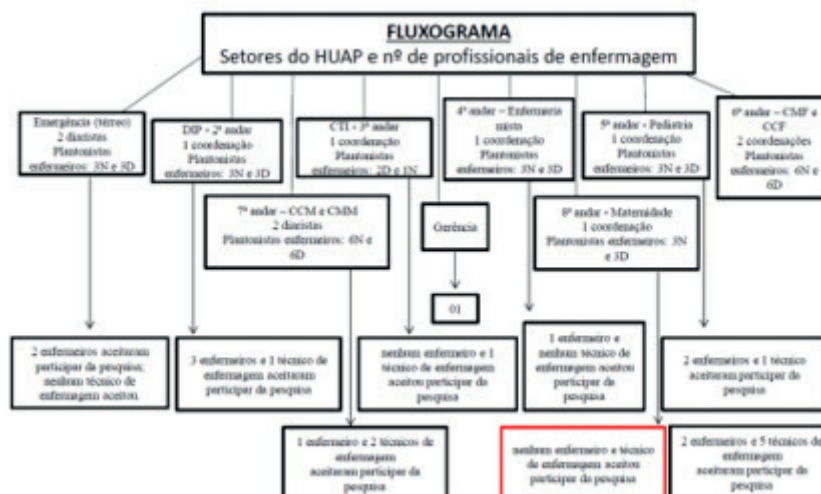 FLUXOGRAMA
Setores do HUAP e nº de profissionais de enfermagem
Emergência (térreo)
2 diaristas
Plantonistas
enfermeiros: 3N e 3D
DIP - 2º andar
1 coordenação
Plantonistas
enfermeiros: 3N e 3D
CTI - 3º andar
1 coordenação
Plantonistas
enfermeiros: 2D e 1N
4º andar – Enfermaria
mista
1 coordenação
Plantonistas
enfermeiros: 3N e 3D
5º andar - Pediatria
1 coordenação
Plantonistas
enfermeiros: 3N e 3D
6º andar – CMF e
CCF
2 coordenações
Plantonistas
enfermeiros: 6N e
6D
7º andar – CCM e CMM
2 diaristas
Plantonistas enfermeiros: 6N e
6D
Gerência
8º andar - Maternidade
1 coordenação
Plantonistas enfermeiros: 3N
e 3D
01
2 enfermeiros aceitaram
participar da pesquisa;
nenhum técnico de
enfermagem aceitou.
3 enfermeiros e 1 técnico de
enfermagem aceitaram
participar da pesquisa
nenhum enfermeiro e 1
técnico de enfermagem
aceitou participar da
pesquisa
1 enfermeiro e
nenhum técnico de
enfermagem aceitou
participar da
pesquisa
2 enfermeiros e 1 técnico
aceitaram participar da
pesquisa
1 enfermeiro e 2 técnicos de
enfermagem
aceitaram participar da
pesquisa
nenhum enfermeiro e técnico
de enfermagem aceitou
participar da pesquisa
2 enfermeiros e 5 técnicos de
enfermagem
aceitaram participar da
pesquisa